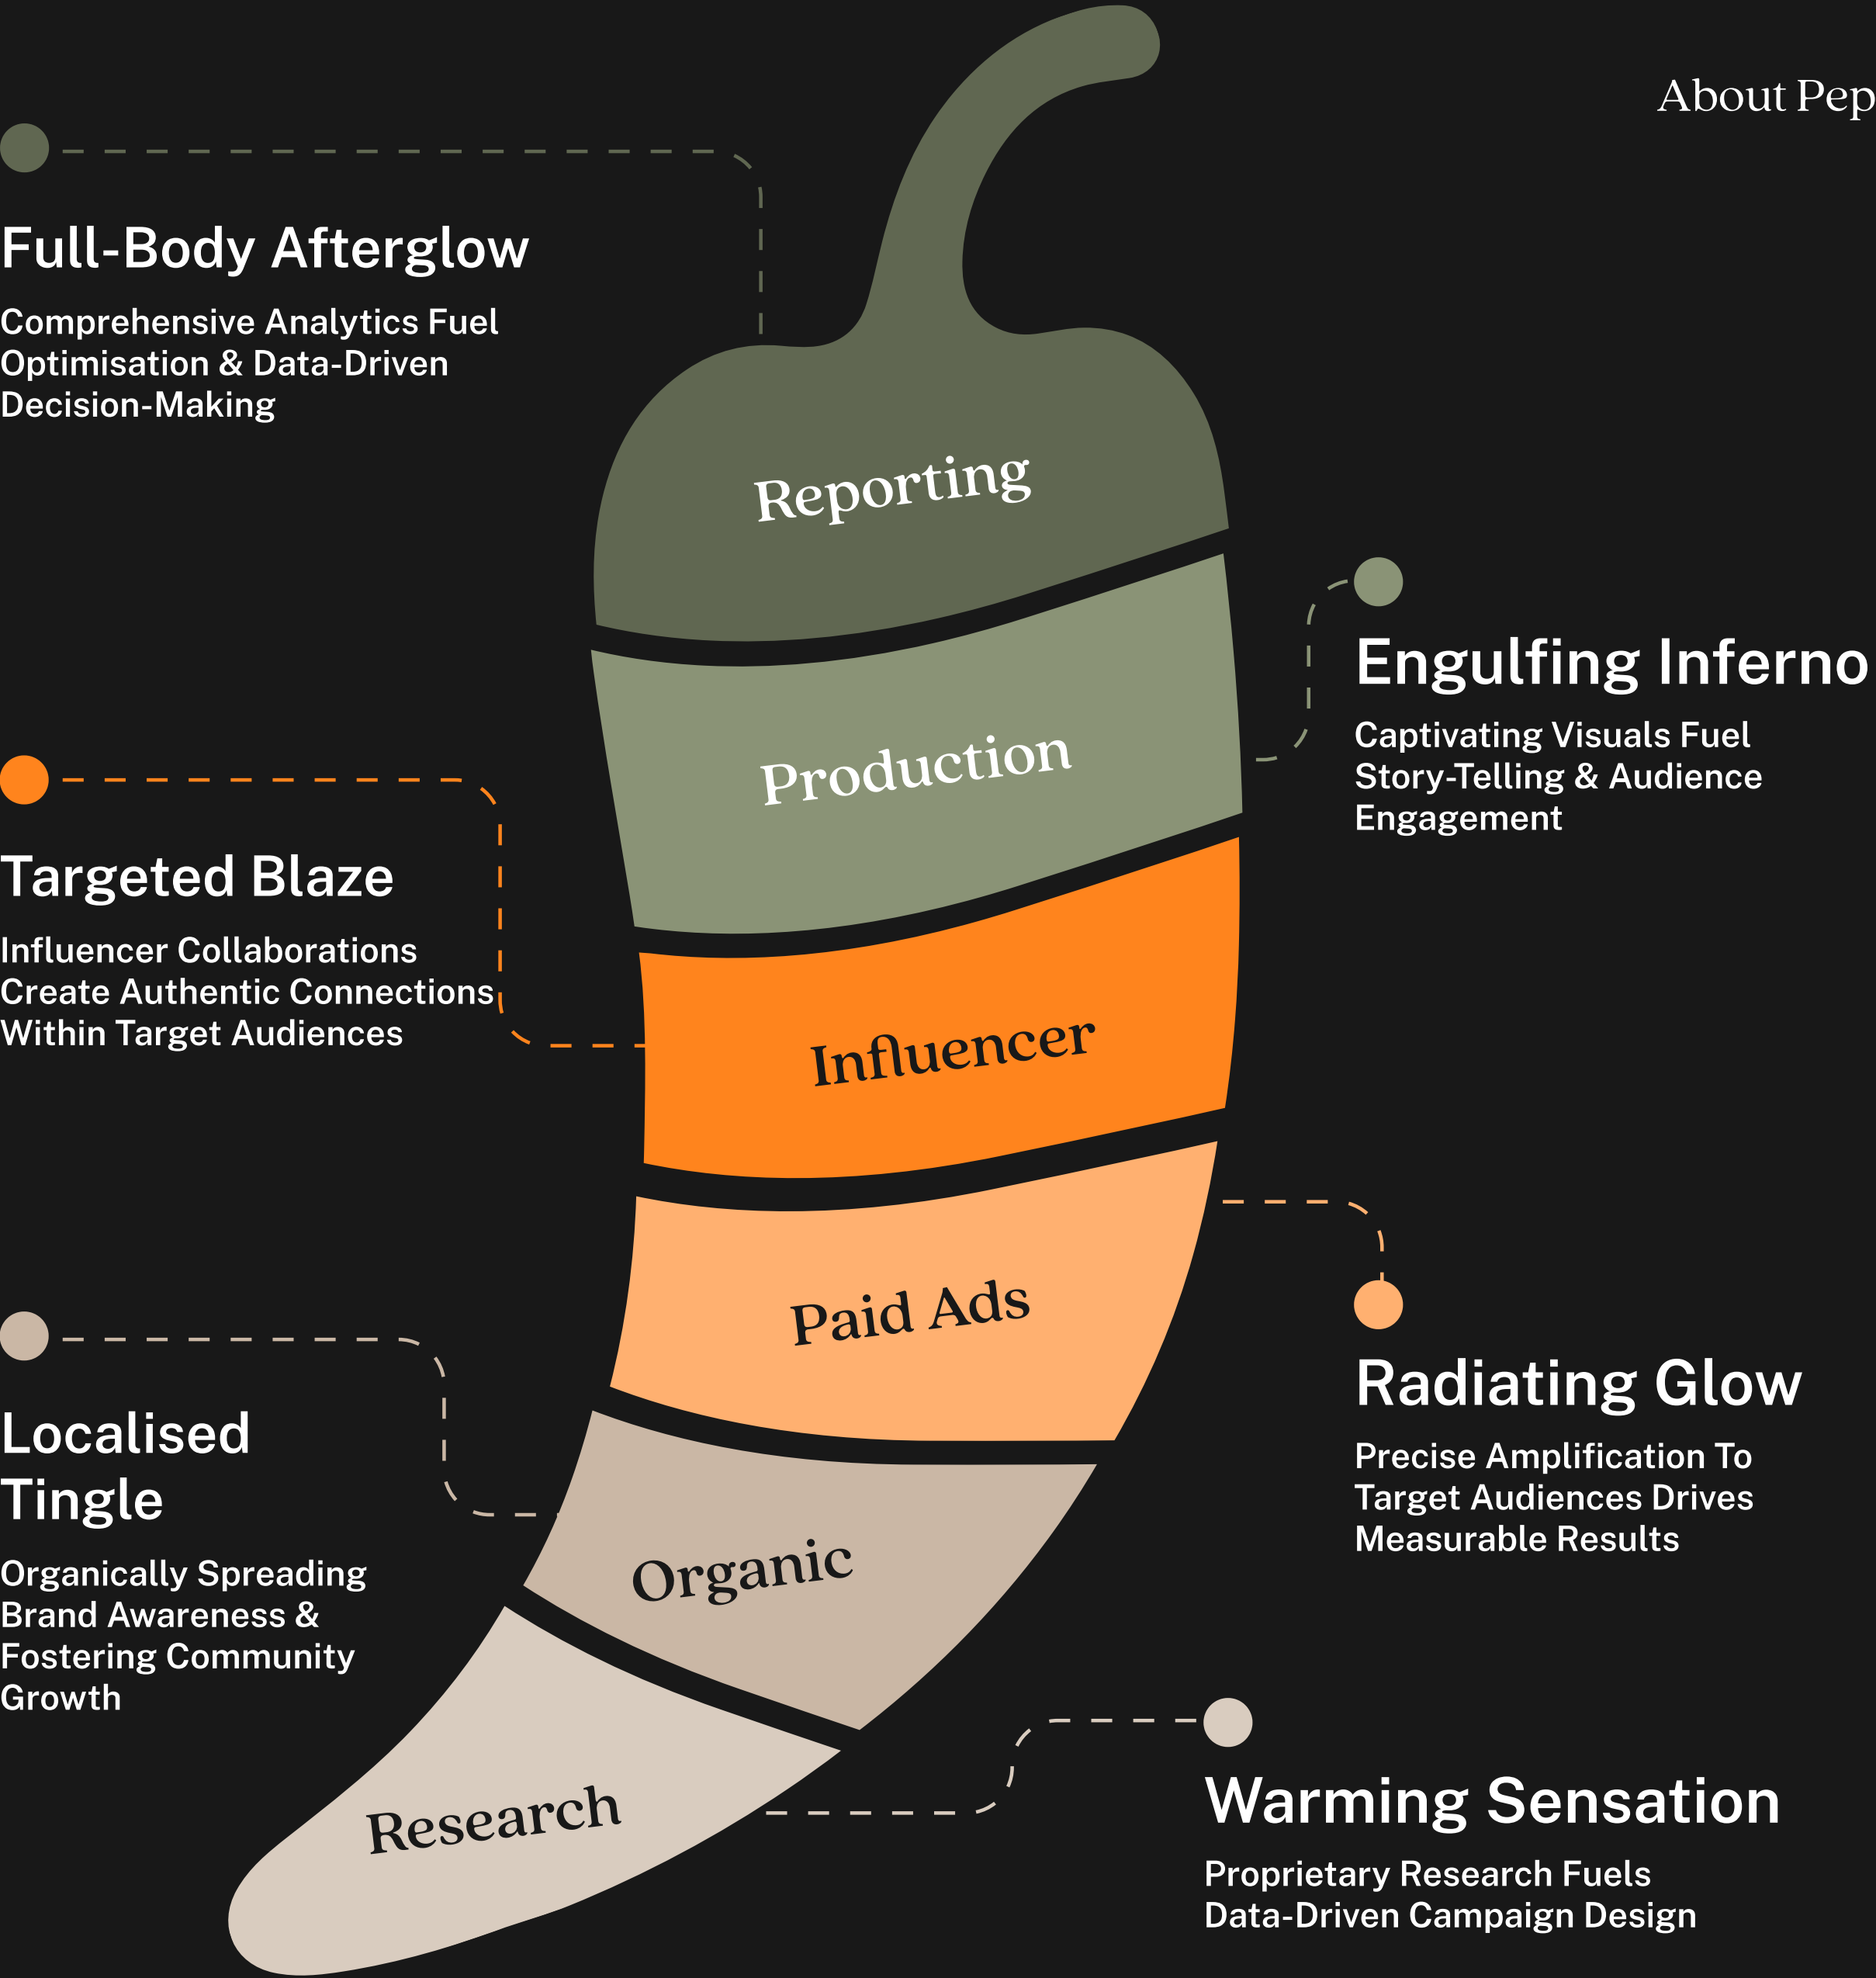 About Pep
Full-Body Afterglow
Comprehensive Analytics Fuel
Optimisation & Data-Driven
Decision-Making
Reporting
Engulfing Inferno
Captivating Visuals Fuel
Story-Telling & Audience
Engagement
Production
Targeted Blaze
Influencer Collaborations
Create Authentic Connections
Within Target Audiences
Influencer
Paid Ads
Radiating Glow
Precise Amplification To
Target Audiences Drives
Measurable Results
Localised
Tingle
Organically Spreading
Brand Awareness &
Fostering Community
Growth
Organic
Research
Warming Sensation
Proprietary Research Fuels
Data-Driven Campaign Design